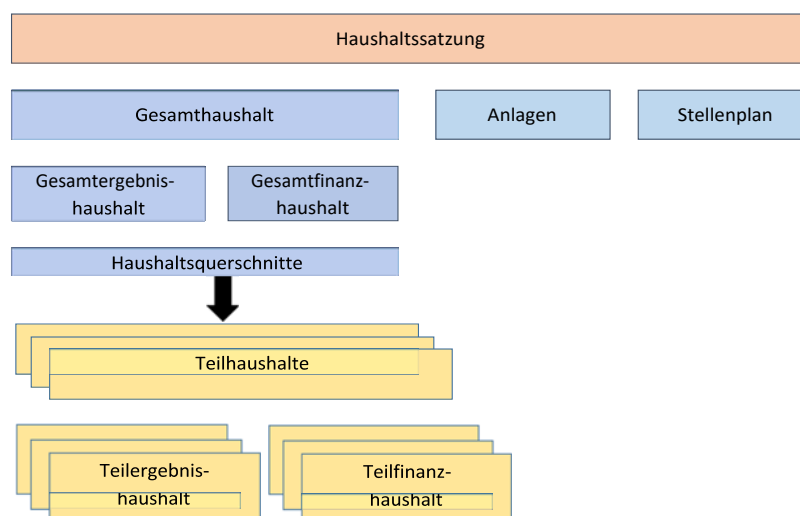 Haushaltssatzung
Gesamthaushalt
Anlagen
Stellenplan
Gesamtergebnis-
haushalt
Gesamtfinanz-
haushalt
Haushaltsquerschnitte
Teilhaushalte
Teilergebnis-
haushalt
Teilfinanz-
haushalt